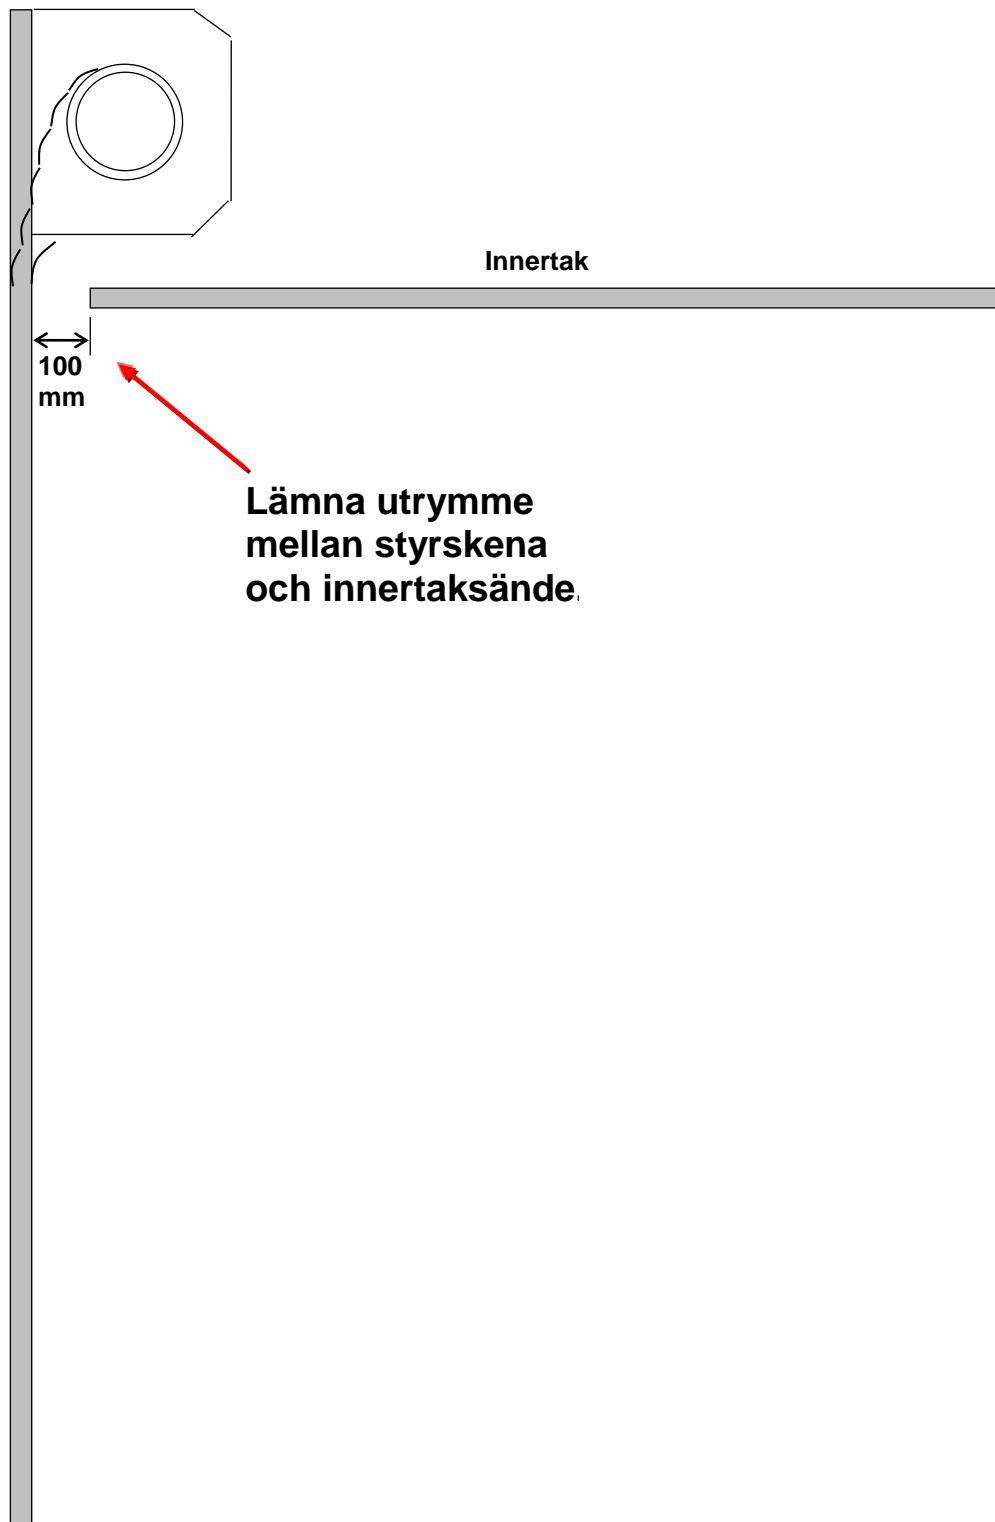 Innertak
100
mm
Lämna utrymme
mellan styrskena
och innertaksände.